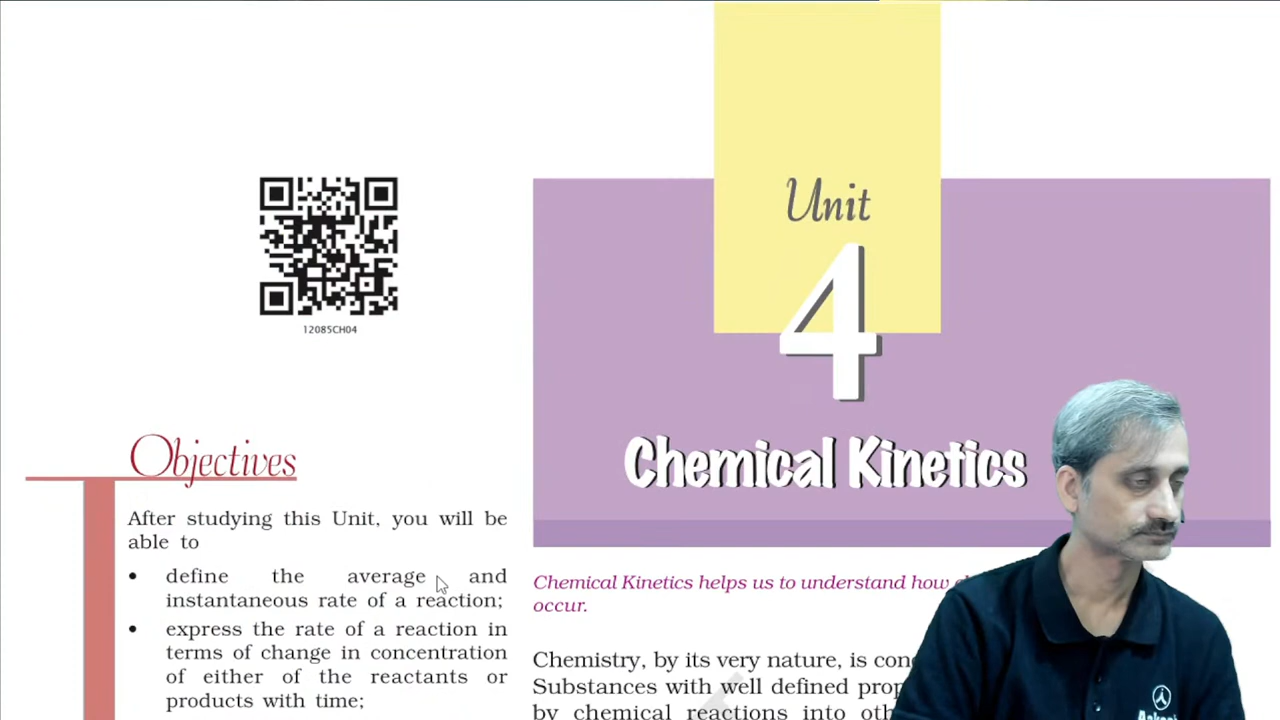 Unit
4
Chemical Kinetics
12085CH04
Objectives
After studying this Unit, you will be
able to
• define the average and
instantaneous rate of a reaction;
• express the rate of a reaction in
terms of change in concentration
of either of the reactants or
products with time;
Chemical Kinetics helps us to understand how
occur.
Chemistry, by its very nature, is
Substances with well defined
by chemical reactions into